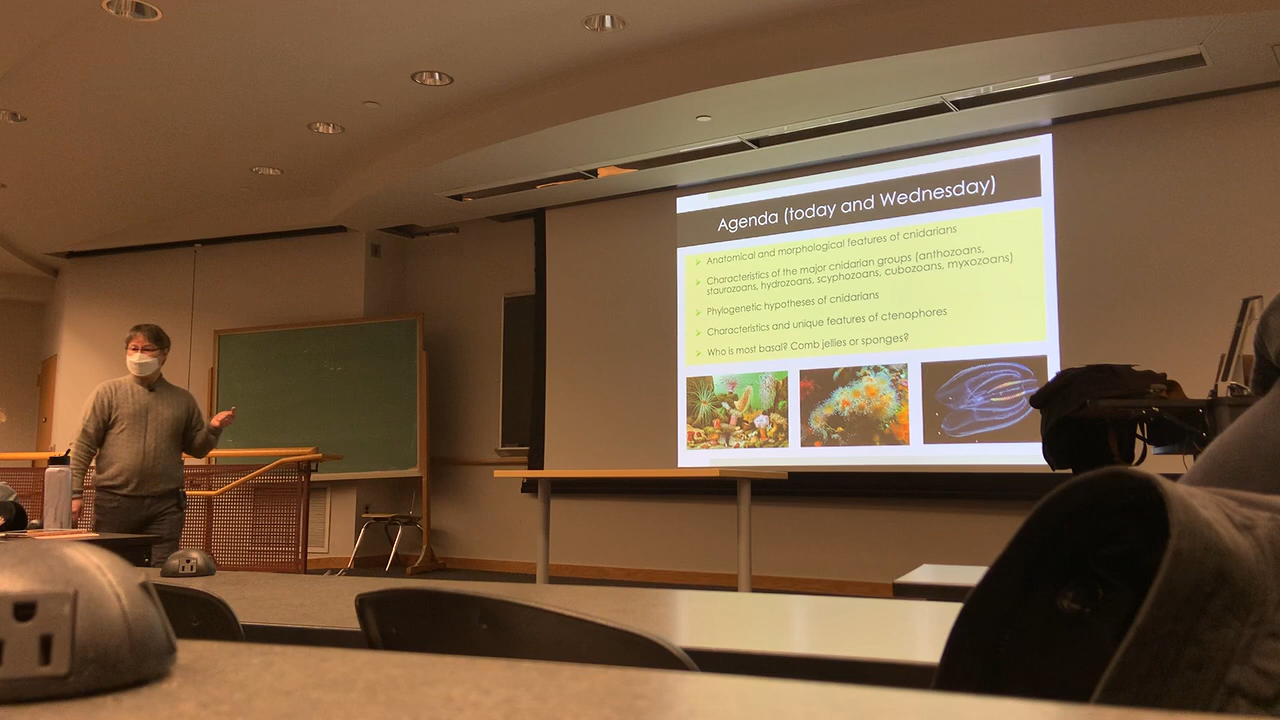 Agenda (today and Wednesday)
Anatomical and morphological features of cnidarians
Characteristics of the major cnidarian groups (anthozoans,
staurozoans, hydrozoans, scyphozoans, cubozoans, myxozoans)
Phylogenetic hypotheses of cnidarians
Characteristics and unique features of ctenophores
Who is most basal? Comb jellies or sponges?